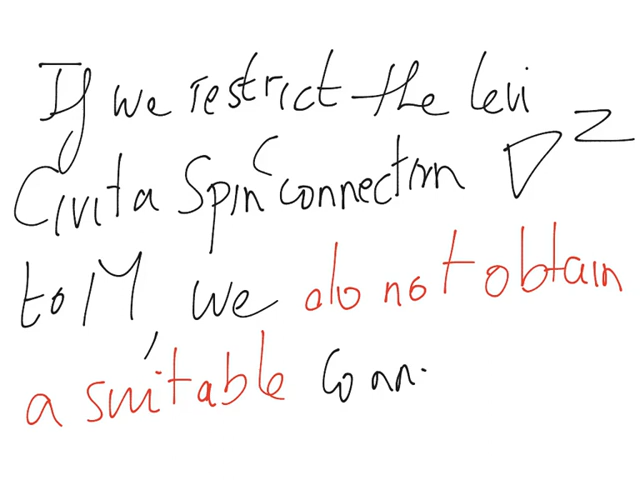 If we restrict the levi
Civita Spin^c connection ∇^Z
to M, we do not obtain
a suitable conn.